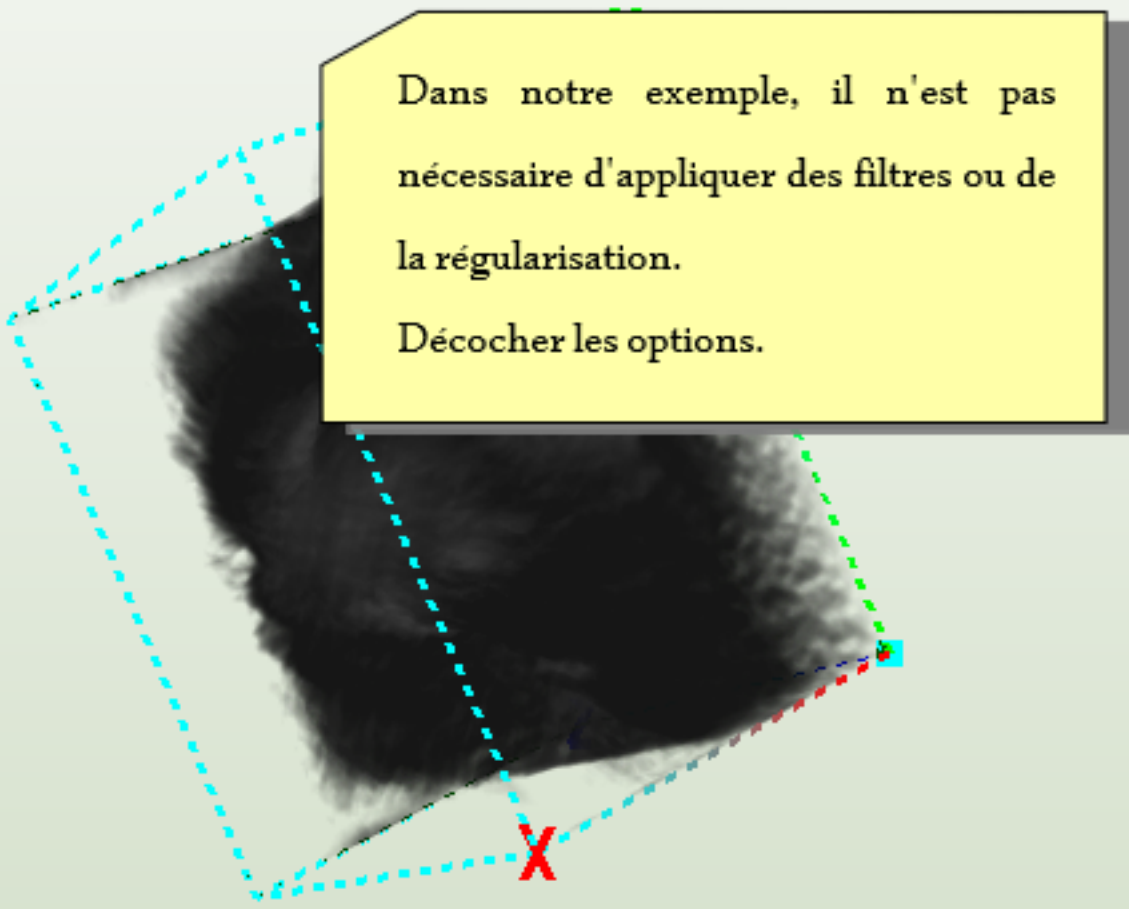 Dans notre exemple, il n'est pas
nécessaire d'appliquer des filtres ou de
la régularisation.
Décocher les options.
X